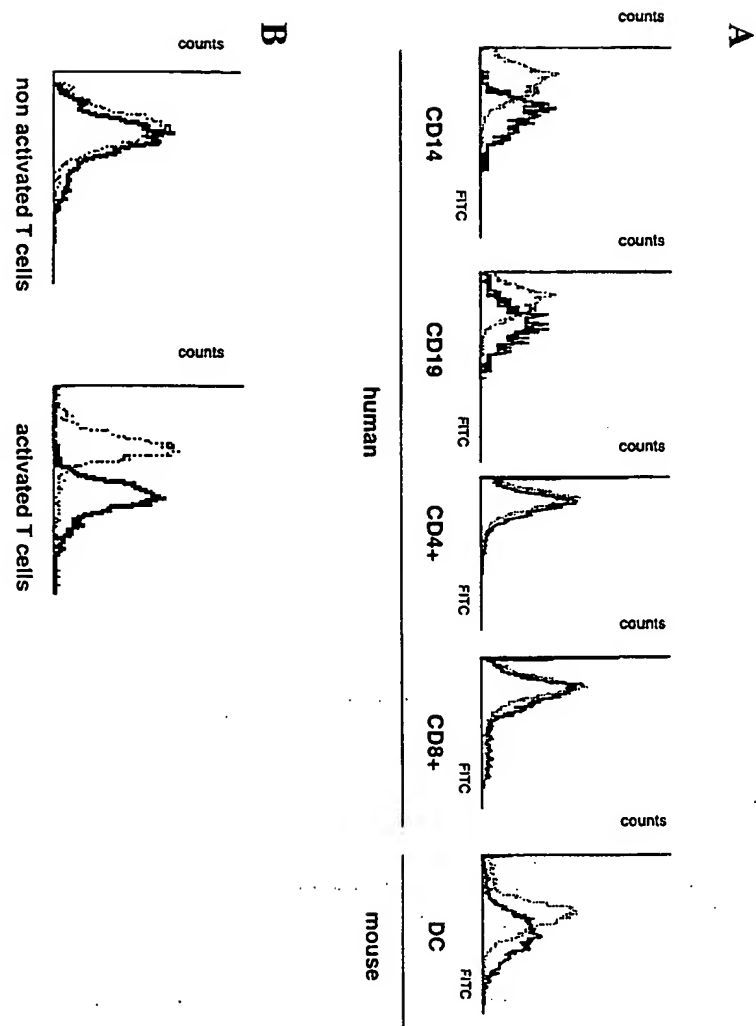 A
counts
counts
counts
counts
counts
FITC
FITC
FITC
FITC
FITC
CD14
CD19
CD4+
CD8+
DC
human
mouse
B
counts
counts
non activated T cells
activated T cells